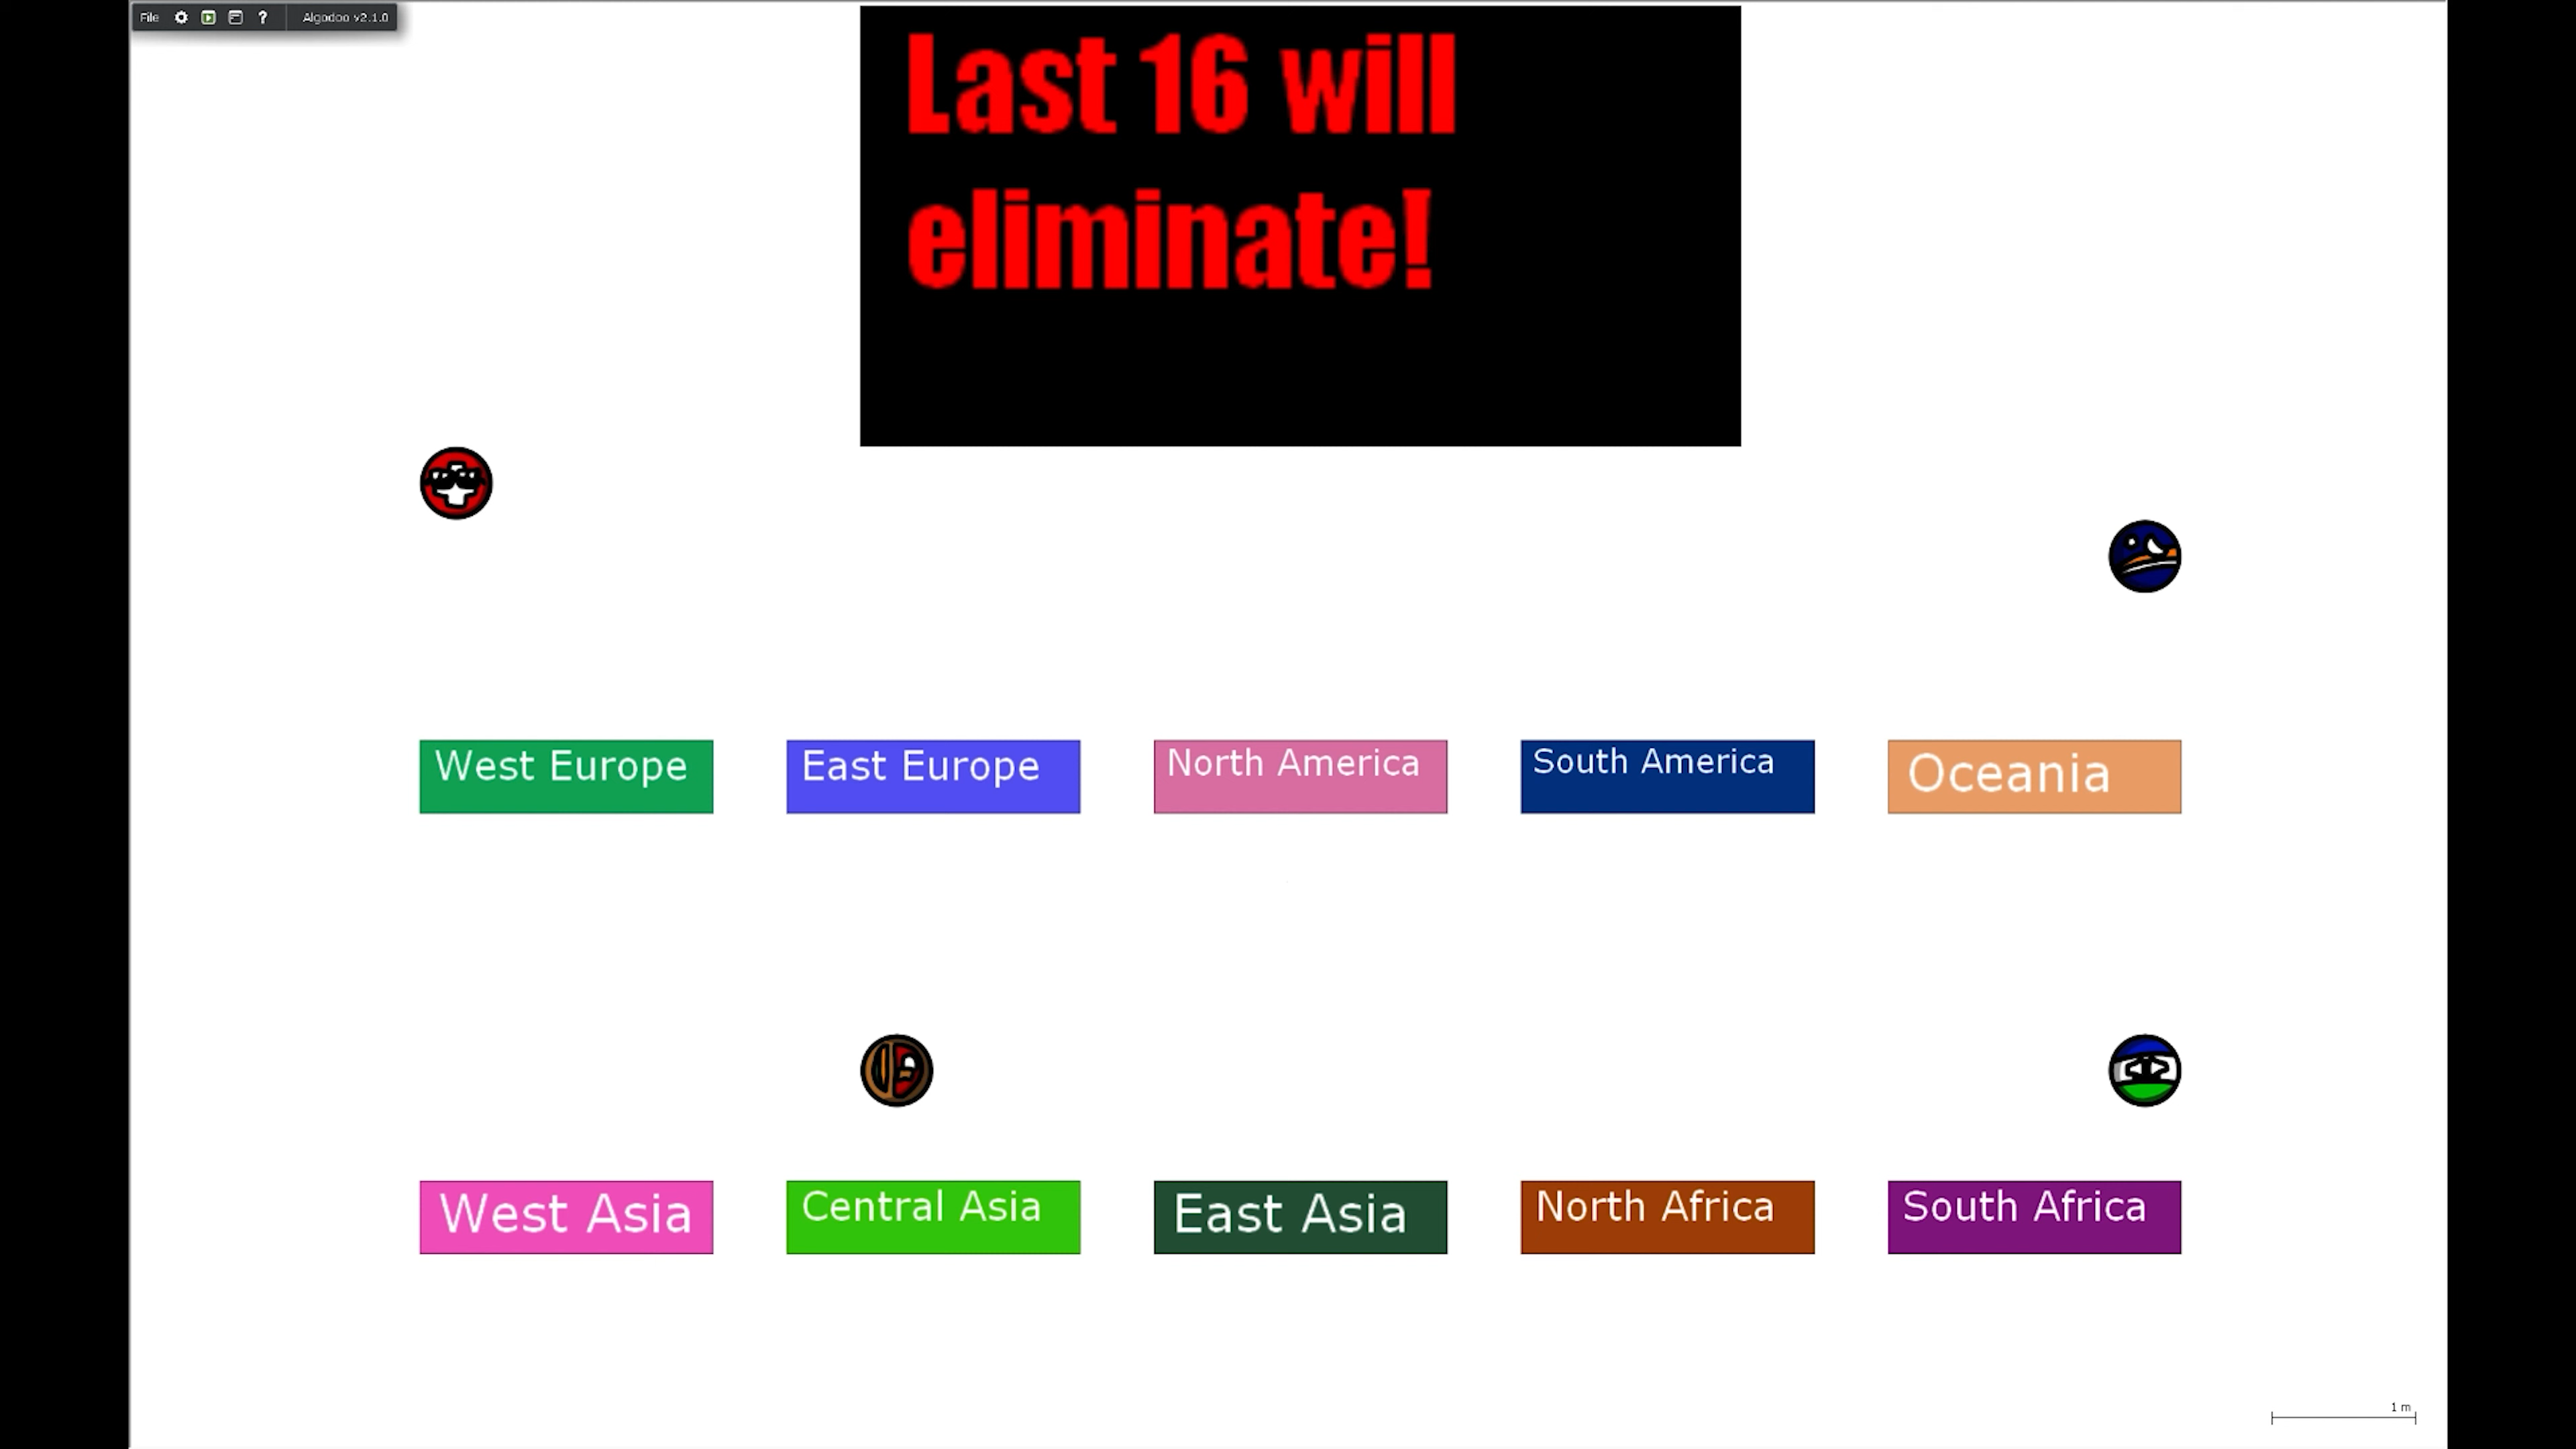 File ? Algodoo v2.1.0
Last 16 will
eliminate!
West Europe
East Europe
North America
South America
Oceania
West Asia
Central Asia
East Asia
North Africa
South Africa
1 m